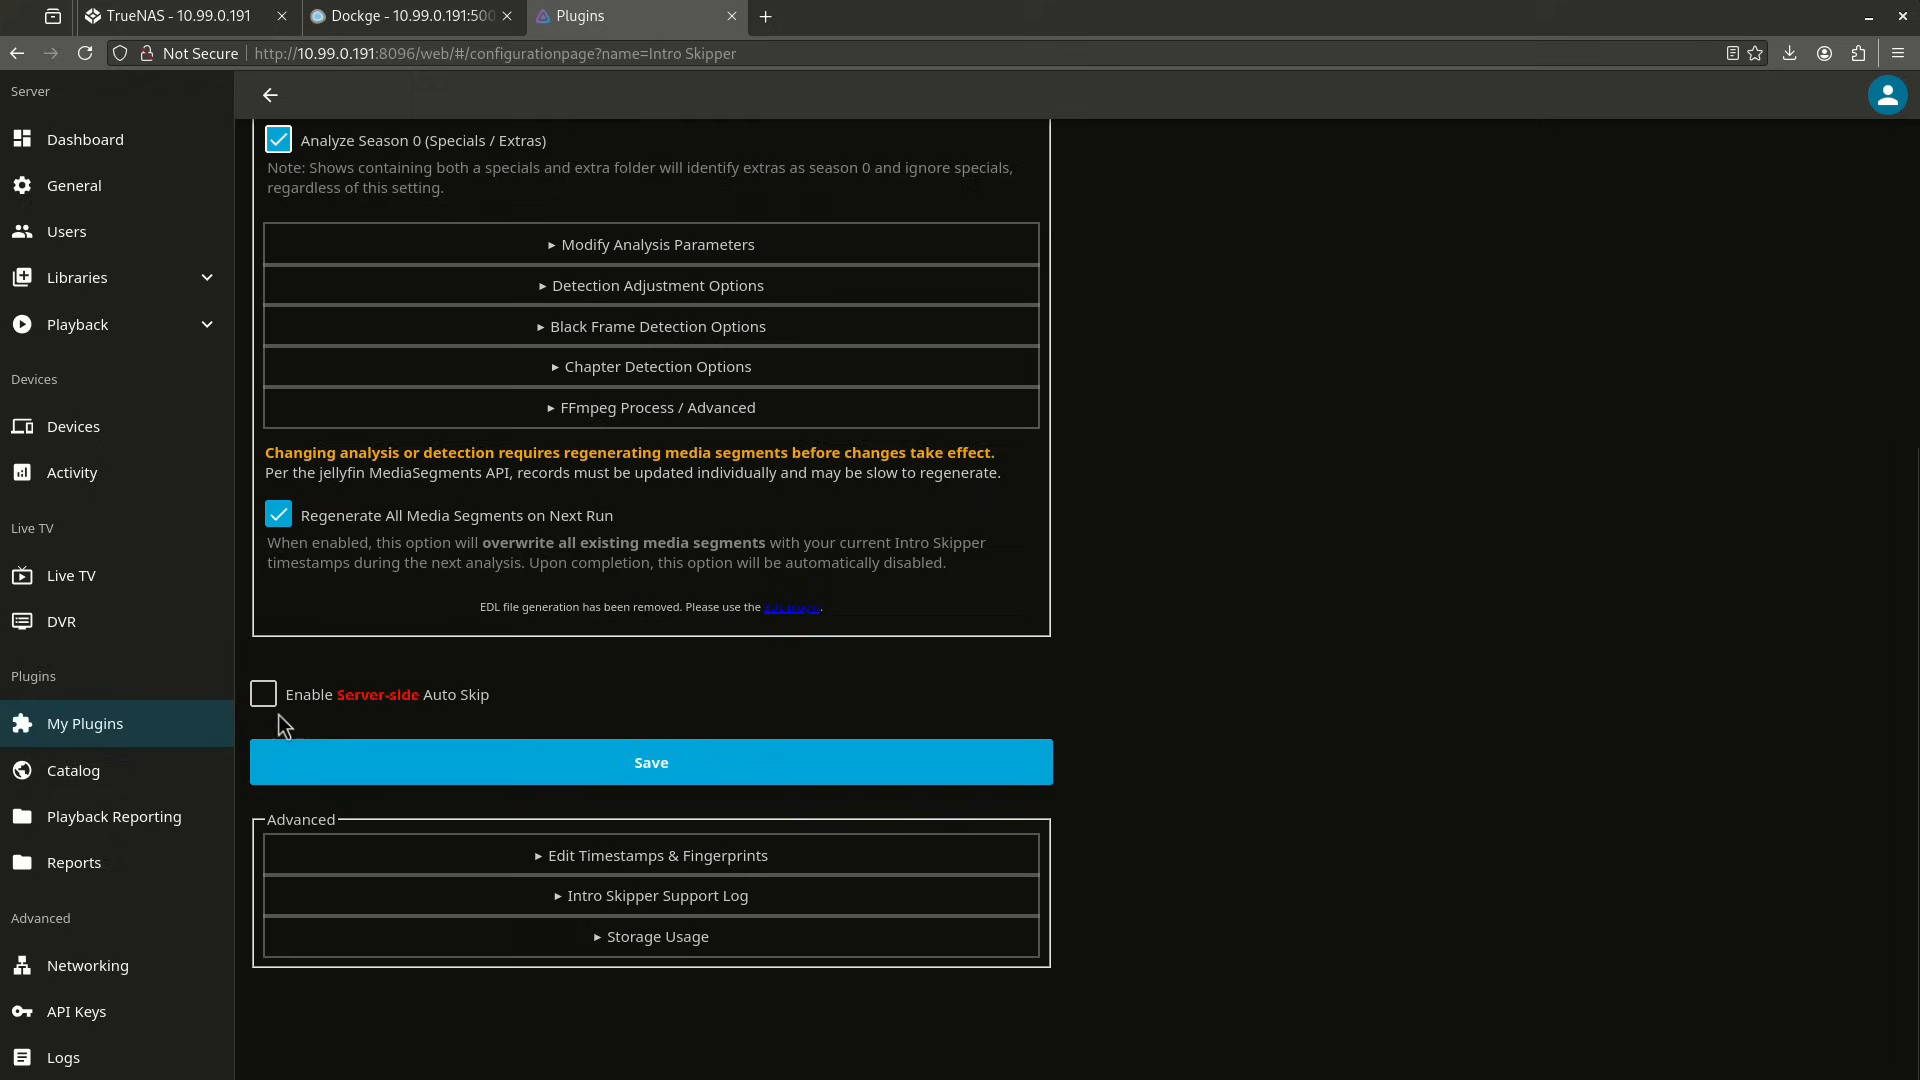 TrueNAS - 10.99.0.191
Dockge - 10.99.0.191:500
Plugins
Not Secure
http://10.99.0.191:8096/web/#/configurationpage?name=Intro Skipper
Server
Dashboard
General
Users
Libraries
Playback
Devices
Devices
Activity
Live TV
Live TV
DVR
Plugins
My Plugins
Catalog
Playback Reporting
Reports
Advanced
Networking
API Keys
Logs
Analyze Season 0 (Specials / Extras)
Note: Shows containing both a specials and extra folder will identify extras as season 0 and ignore specials,
regardless of this setting.
Modify Analysis Parameters
Detection Adjustment Options
Black Frame Detection Options
Chapter Detection Options
FFmpeg Process / Advanced
Changing analysis or detection requires regenerating media segments before changes take effect.
Per the jellyfin MediaSegments API, records must be updated individually and may be slow to regenerate.
Regenerate All Media Segments on Next Run
When enabled, this option will overwrite all existing media segments with your current Intro Skipper
timestamps during the next analysis. Upon completion, this option will be automatically disabled.
EDL file generation has been removed. Please use the
Enable Server-side Auto Skip
Save
Advanced
Edit Timestamps & Fingerprints
Intro Skipper Support Log
Storage Usage